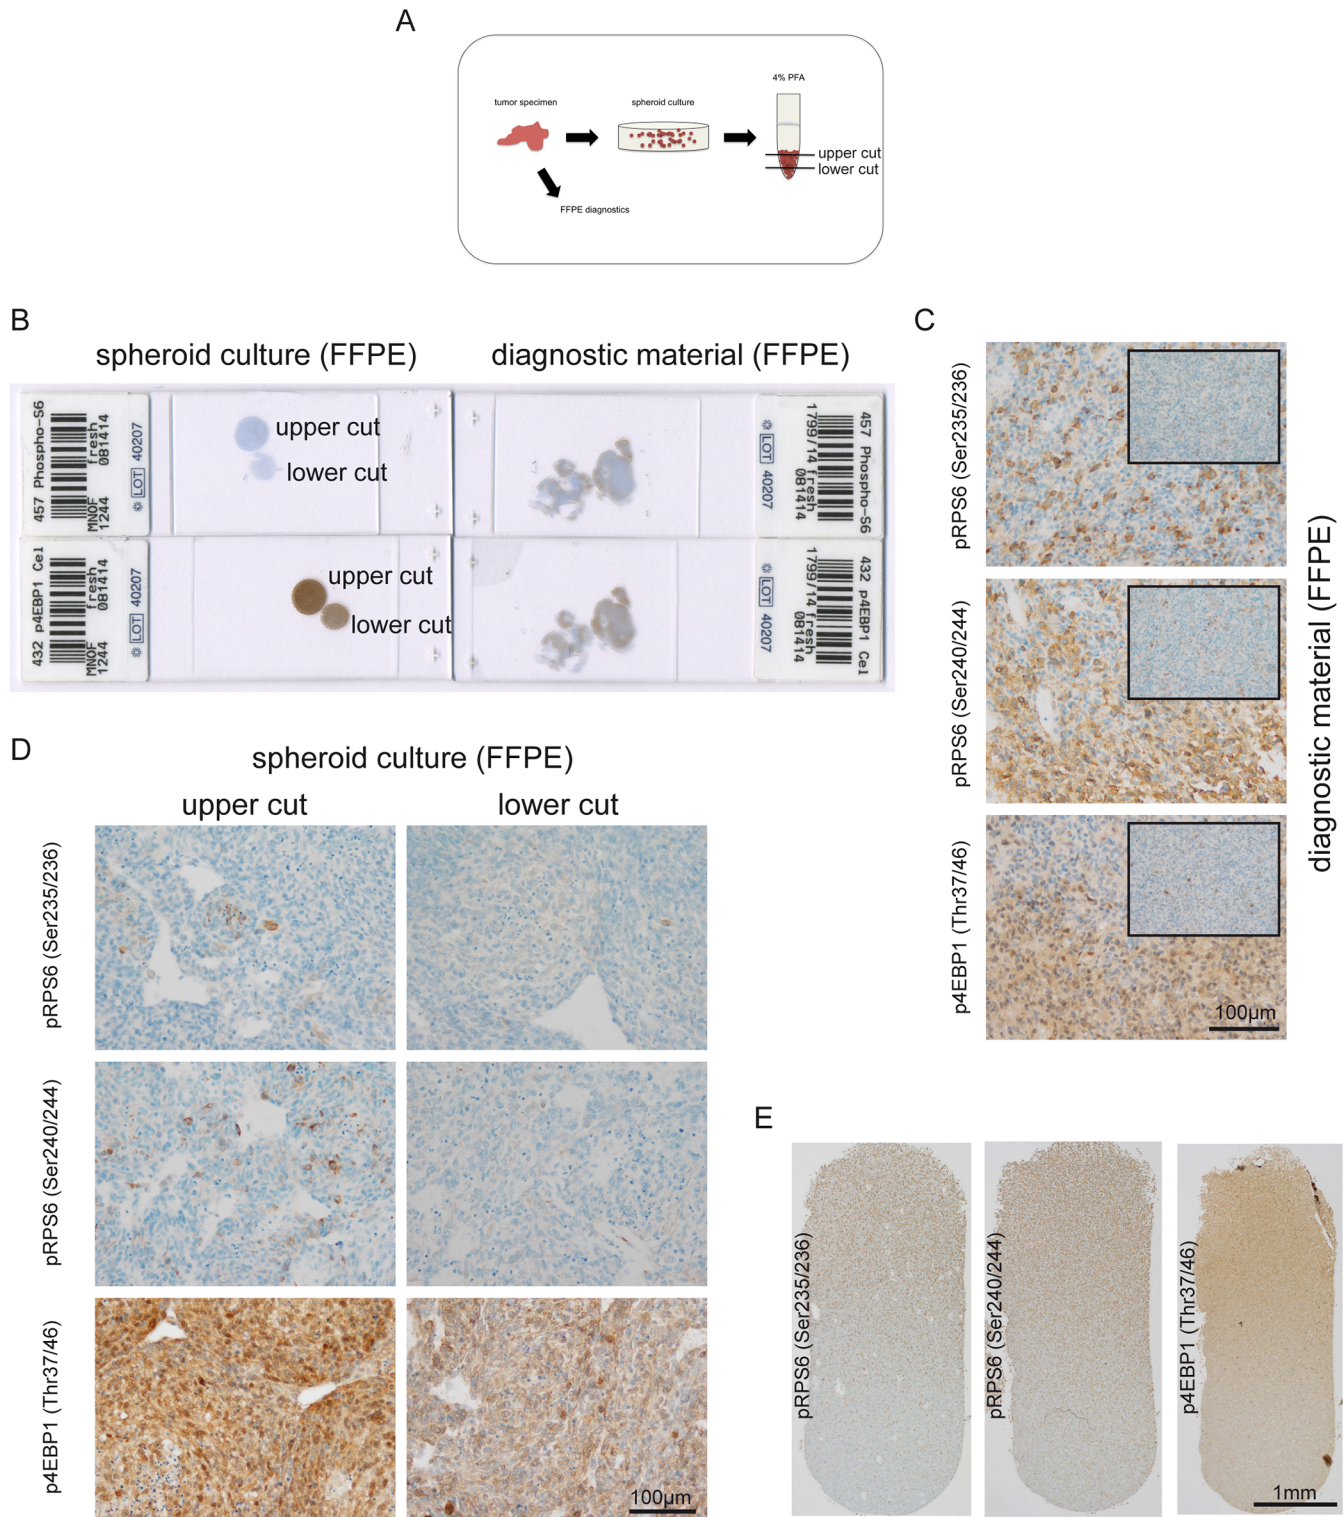 A
tumor specimen
spheroid culture
4% PFA
upper cut
lower cut
FFPE diagnostics
B
spheroid culture (FFPE)
diagnostic material (FFPE)
457 Phospho-S6
MNOF
1244
fresh
081414
LOT 40207
upper cut
lower cut
457 Phospho-S6
1799/14 fresh
081414
LOT 40207
432 p4EBP1 Cel
MNOF
1244
fresh
081414
LOT 40207
upper cut
lower cut
432 p4EBP1 Cel
1799/14 fresh
081414
LOT 40207
C
pRPS6 (Ser235/236)
pRPS6 (Ser240/244)
p4EBP1 (Thr37/46)
100µm
diagnostic material (FFPE)
D
spheroid culture (FFPE)
upper cut
lower cut
pRPS6 (Ser235/236)
pRPS6 (Ser240/244)
p4EBP1 (Thr37/46)
100µm
E
pRPS6 (Ser235/236)
pRPS6 (Ser240/244)
p4EBP1 (Thr37/46)
1mm